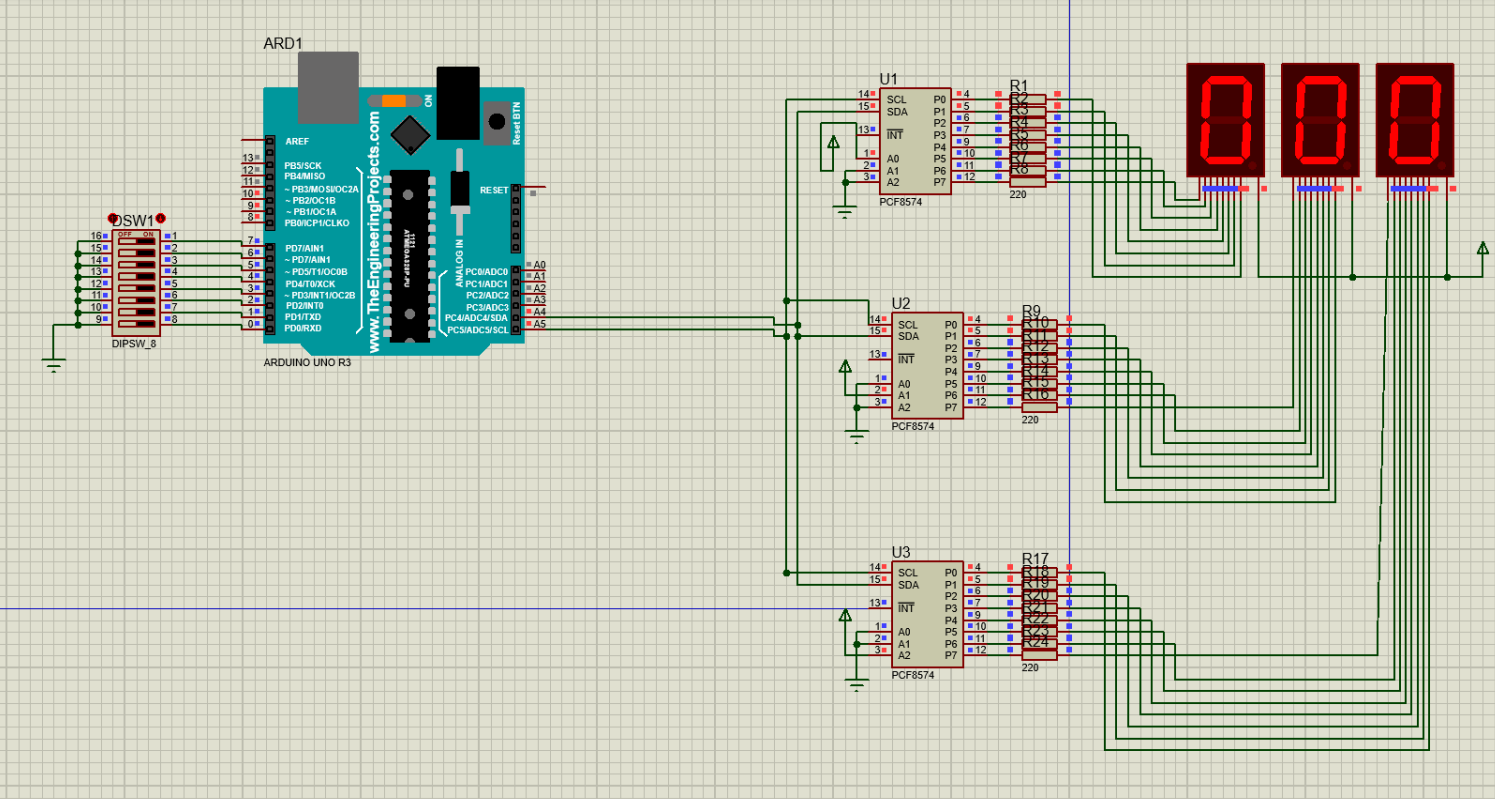 ARD1
ON
Reset BTN
www.TheEngineeringProjects.com
AREF
13 PB5/SCK
12 PB4/MISO
11 ~ PB3/MOSI/OC2A
10 ~ PB2/OC1B
9 ~ PB1/OC1A
8 PB0/ICP1/CLKO
7 PD7/AIN1
6 ~ PD7/AIN1
5 ~ PD5/T1/OC0B
4 PD4/T0/XCK
3 ~ PD3/INT1/OC2B
2 PD2/INT0
1 PD1/TXD
0 PD0/RXD
1121
ATMEGA328P-PU
ANALOG IN
RESET
PC0/ADC0 A0
PC1/ADC1 A1
PC2/ADC2 A2
PC3/ADC3 A3
PC4/ADC4/SDA A4
PC5/ADC5/SCL A5
ARDUINO UNO R3
DSW1
OFF ON
16 1
15 2
14 3
13 4
12 5
11 6
10 7
9 8
DIPSW_8
U1
14 SCL P0 4
15 SDA P1 5
P2 6
13 INT P3 7
P4 9
1 A0 P5 10
2 A1 P6 11
3 A2 P7 12
PCF8574
R1
R2
R3
R4
R5
R6
R7
R8
220
000
U2
14 SCL P0 4
15 SDA P1 5
P2 6
13 INT P3 7
P4 9
1 A0 P5 10
2 A1 P6 11
3 A2 P7 12
PCF8574
R9
R10
R11
R12
R13
R14
R15
R16
220
U3
14 SCL P0 4
15 SDA P1 5
P2 6
13 INT P3 7
P4 9
1 A0 P5 10
2 A1 P6 11
3 A2 P7 12
PCF8574
R17
R18
R19
R20
R21
R22
R23
R24
220